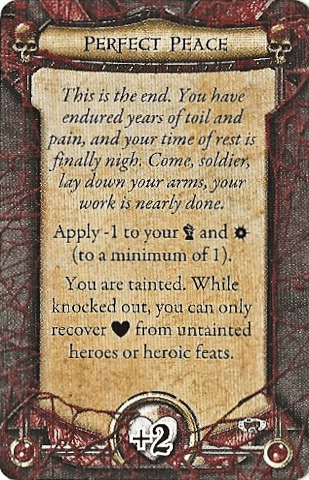 PERFECT PEACE
This is the end. You have
endured years of toil and
pain, and your time of rest is
finally nigh. Come, soldier,
lay down your arms, your
work is nearly done.
Apply -1 to your and
(to a minimum of 1).
You are tainted. While
knocked out, you can only
recover ♥ from untainted
heroes or heroic feats.
+2